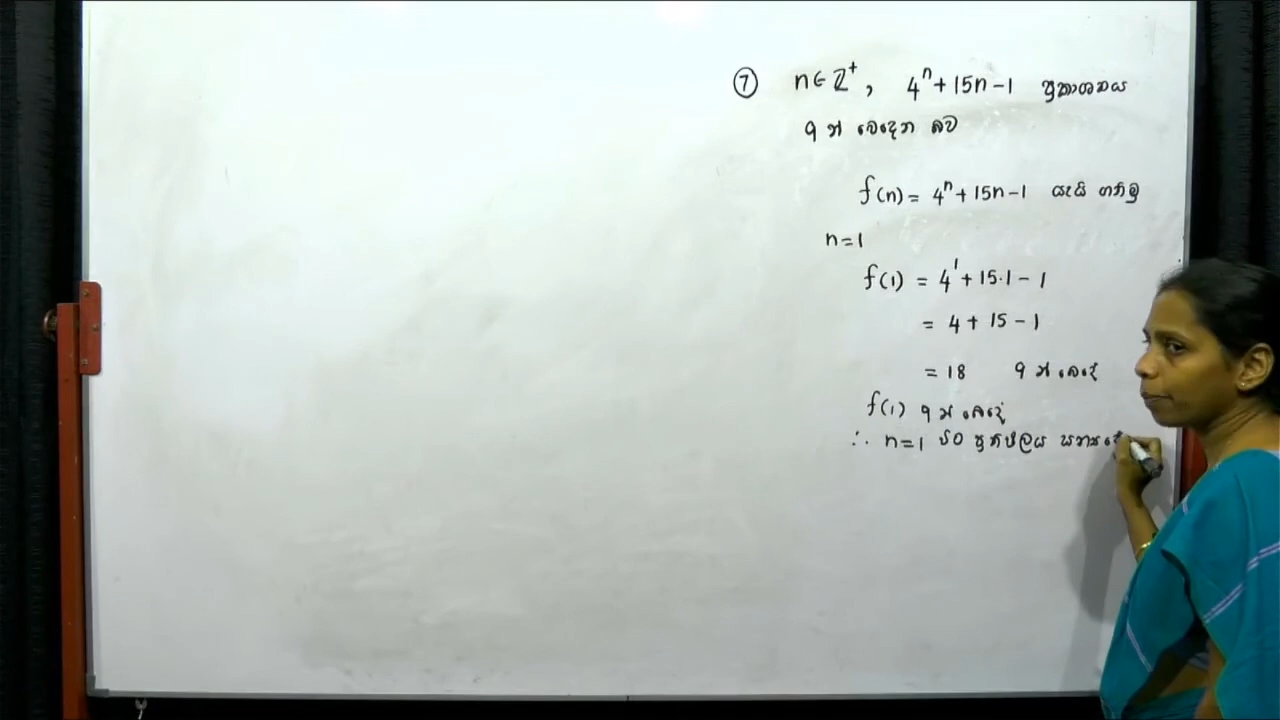 ⑦ n∈ℤ⁺, 4ⁿ+15n−1 ප්‍රකාශනය
9 න් බෙදෙන බව
f(n) = 4ⁿ+15n−1 යැයි ගනිමු
n=1
f(1) = 4¹+15.1−1
= 4+15−1
= 18 9 න් බෙදේ
f(1) 9 න් බෙදේ
∴ n=1 ට ප්‍රතිඵලය සත්‍ය